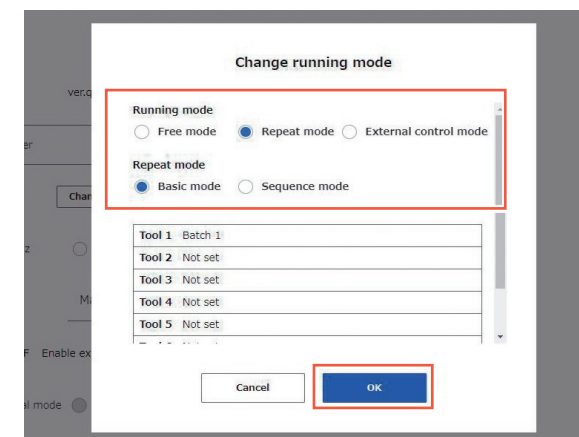 Change running mode
ver.q
Running mode
er
Free mode Repeat mode External control mode
Repeat mode
Basic mode Sequence mode
Chan
Tool 1 Batch 1
z
Tool 2 Not set
Tool 3 Not set
Ma
Tool 4 Not set
Tool 5 Not set
F Enable ex
Cancel OK
al mode